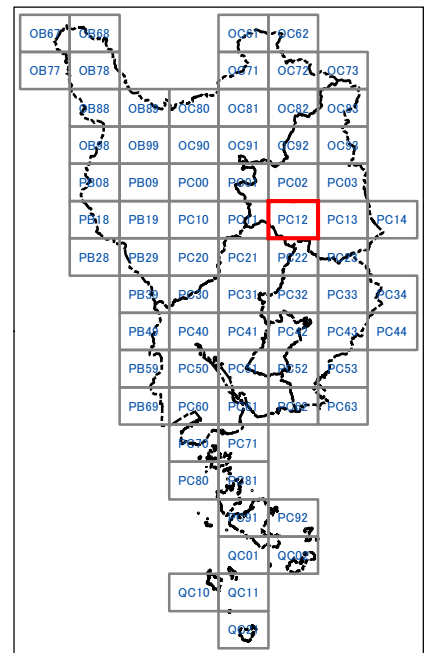 OB67 OB68 OC61 OC62
OB77 OB78 OC71 OC72 OC73
OB88 OB89 OC80 OC81 OC82 OC83
OB98 OB99 OC90 OC91 OC92 OC93
PB08 PB09 PC00 PC01 PC02 PC03
PB18 PB19 PC10 PC11 PC12 PC13 PC14
PB28 PB29 PC20 PC21 PC22 PC23
PB39 PC30 PC31 PC32 PC33 PC34
PB49 PC40 PC41 PC42 PC43 PC44
PB59 PC50 PC51 PC52 PC53
PB69 PC60 PC61 PC62 PC63
PC70 PC71
PC80 PC81
PC91 PC92
QC01 QC02
QC10 QC11
QC21